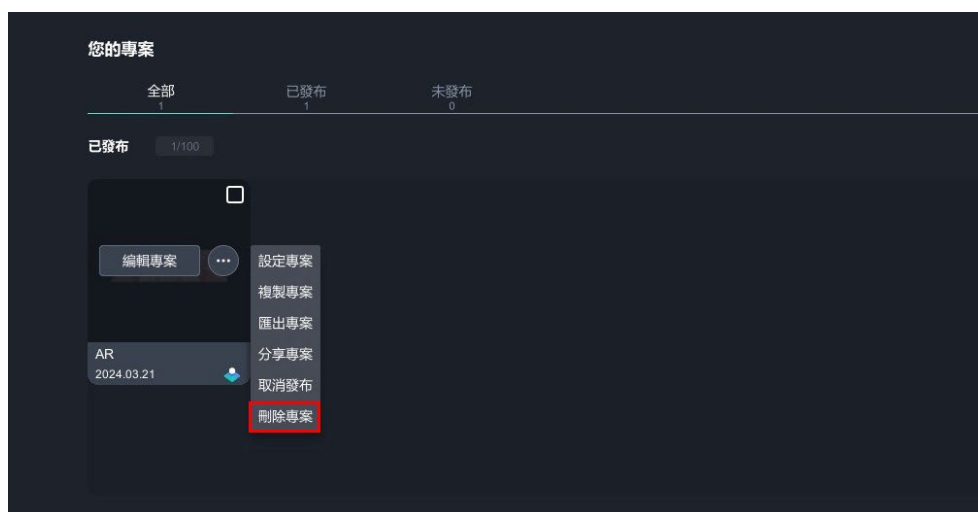 您的專案
全部 已發布 未發布
1 1 0
已發布 1/100
編輯專案 ...
設定專案
複製專案
匯出專案
分享專案
取消發布
刪除專案
AR
2024.03.21